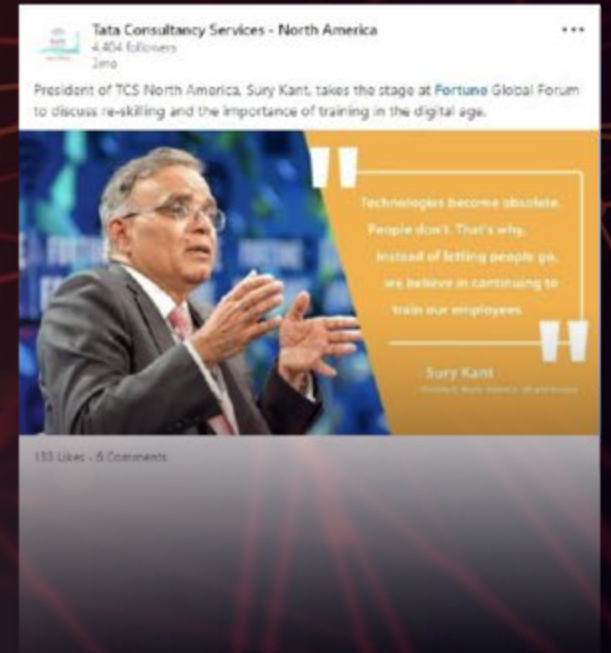 Tata Consultancy Services - North America
4,404 followers
2mo
President of TCS North America, Sury Kant, takes the stage at Fortune Global Forum
to discuss re-skilling and the importance of training in the digital age.
Technologies become obsolete.
People don't. That's why,
instead of letting people go,
we believe in continuing to
train our employees.
- Sury Kant
133 Likes - 6 Comments